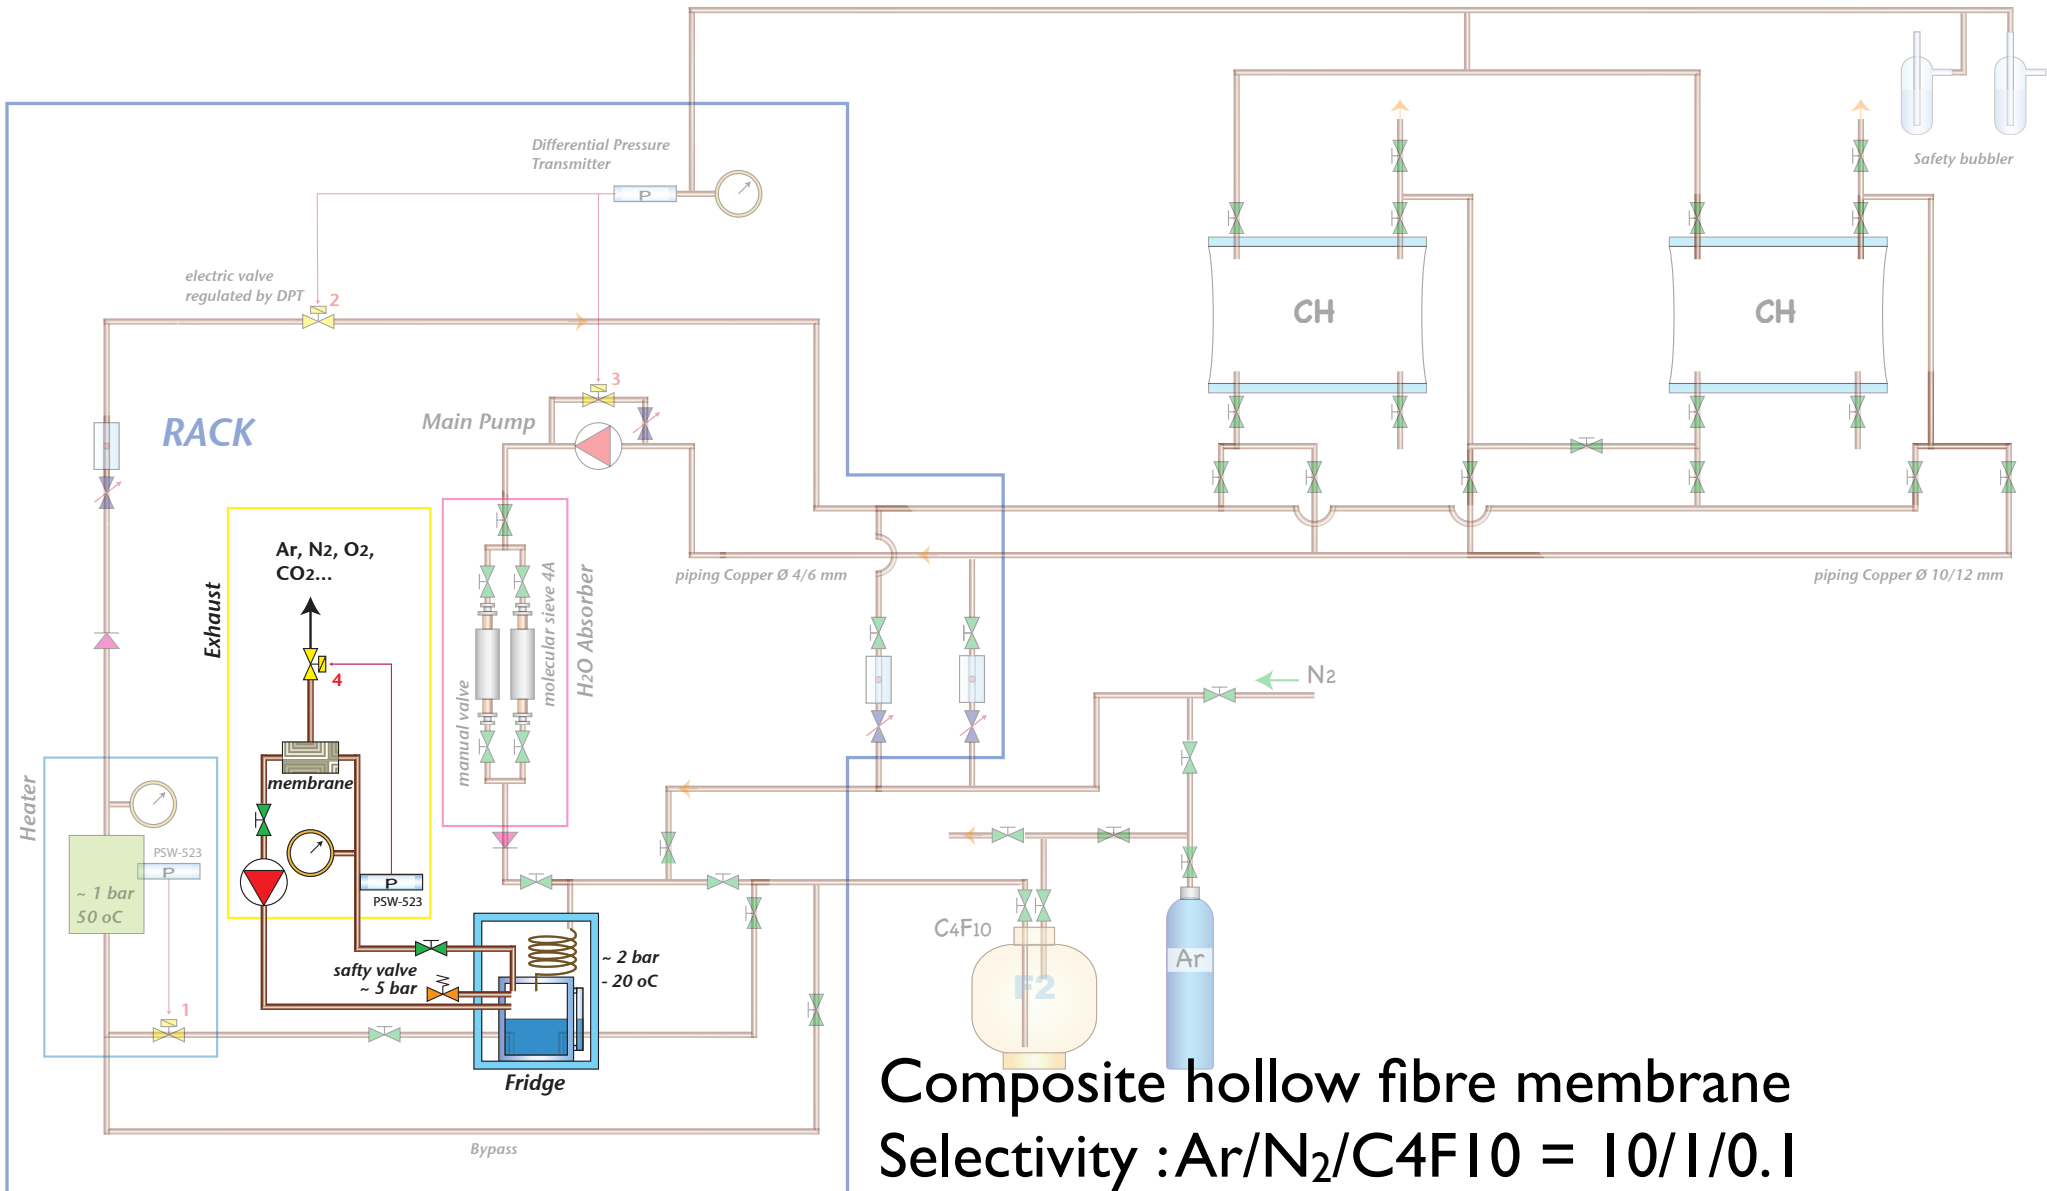 Differential Pressure
Transmitter
P
Safety bubbler
electric valve
regulated by DPT
2
CH
CH
3
Main Pump
RACK
Ar, N2, O2,
CO2...
Exhaust
4
membrane
manual valve
molecular sieve 4A
H2O Absorber
piping Copper Ø 4/6 mm
piping Copper Ø 10/12 mm
N2
Heater
PSW-523
P
~ 1 bar
50 oC
P
PSW-523
1
safty valve
~ 5 bar
~ 2 bar
- 20 oC
Fridge
C4F10
F2
Ar
Bypass
Composite hollow fibre membrane
Selectivity : Ar/N2/C4F10 = 10/1/0.1